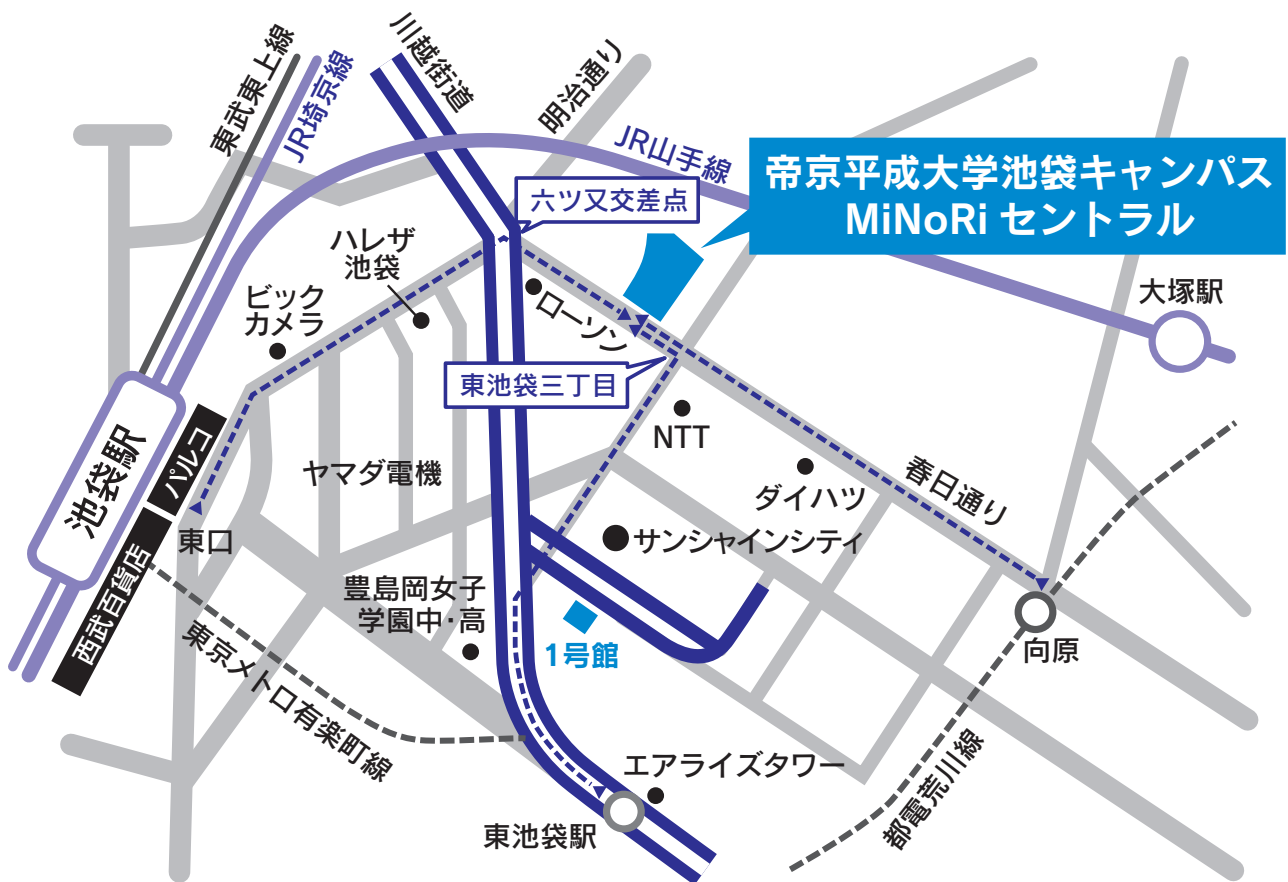 東武東上線
JR埼京線
川越街道
明治通り
JR山手線
帝京平成大学池袋キャンパス
MiNoRi セントラル
六ツ又交差点
ハレザ
池袋
ビック
カメラ
ローソン
大塚駅
東池袋三丁目
NTT
池袋駅
パルコ
ヤマダ電機
ダイハツ
春日通り
東口
サンシャインシティ
西武百貨店
豊島岡女子
学園中・高
1号館
向原
東京メトロ有楽町線
エアライズタワー
都電荒川線
東池袋駅